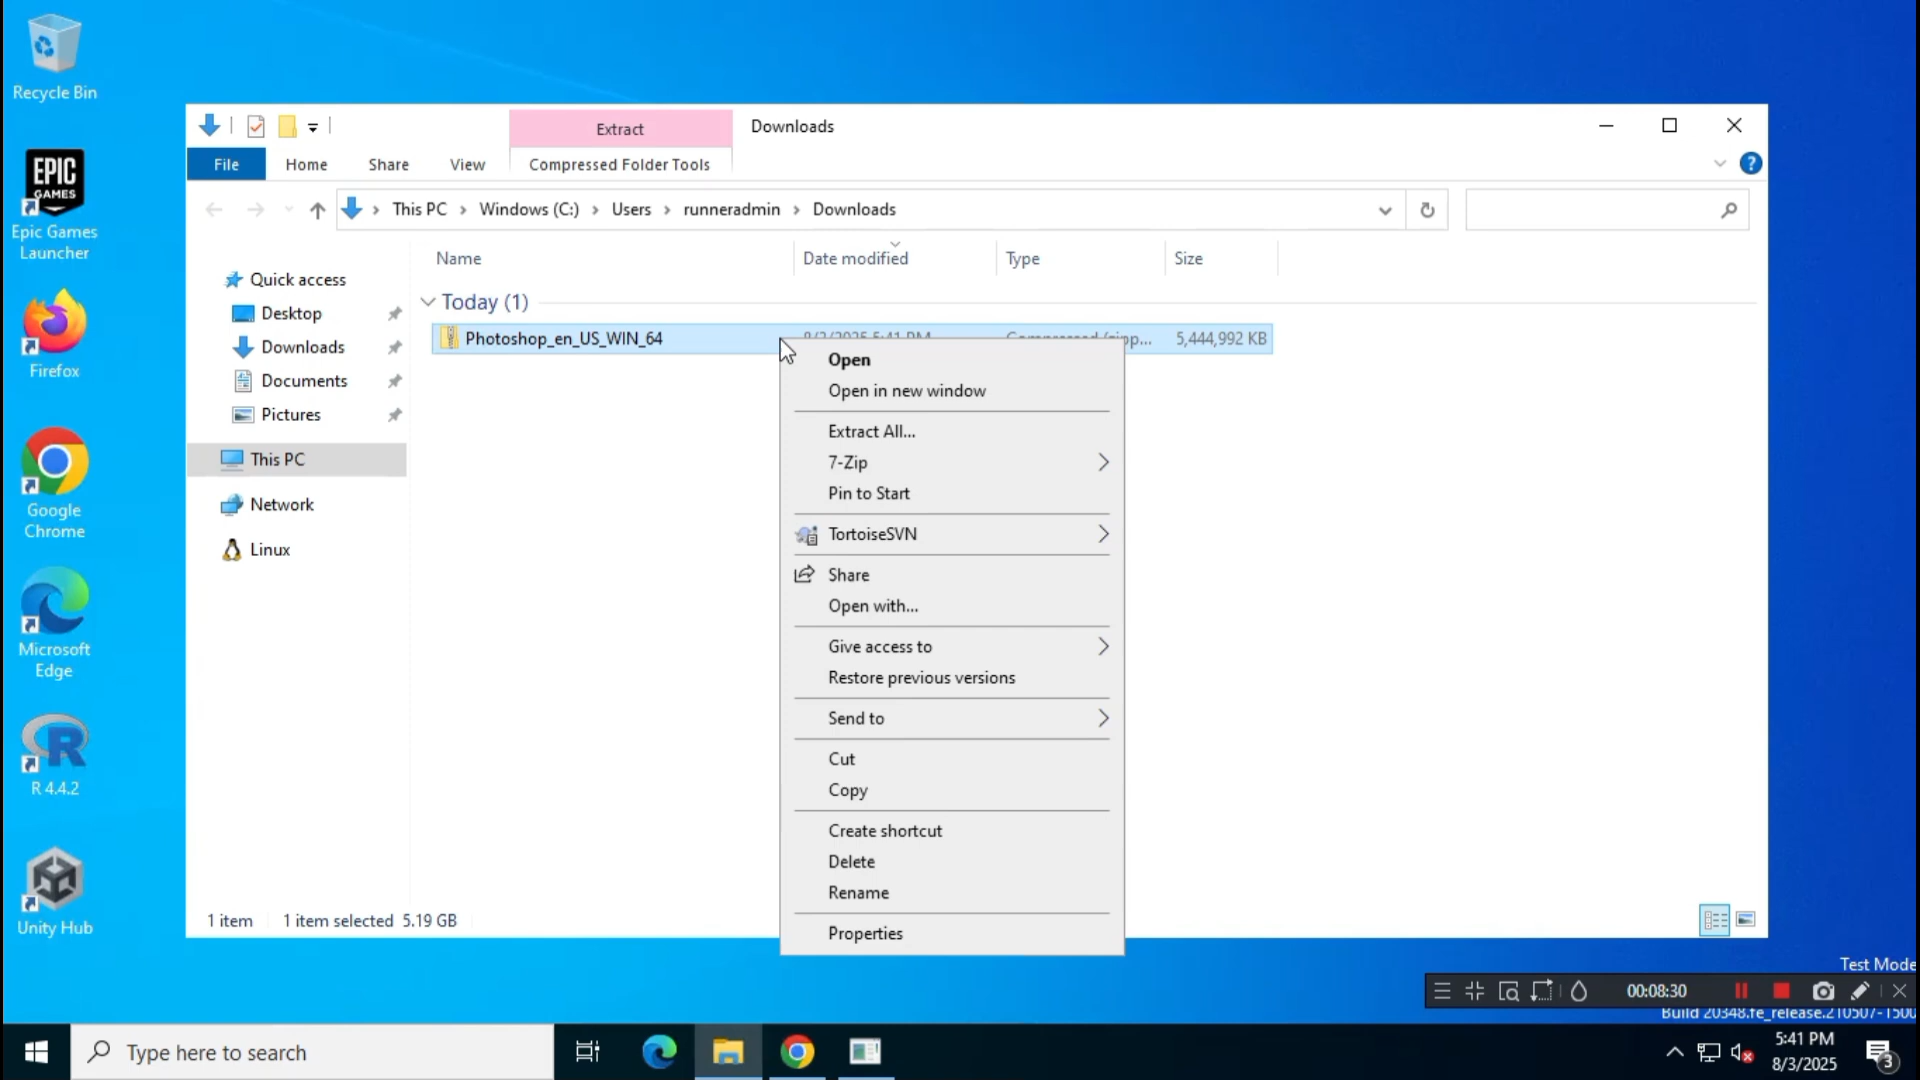 Recycle Bin
EPIC
GAMES
Epic Games
Launcher
Firefox
Google
Chrome
Microsoft
Edge
R 4.4.2
Unity Hub
Extract
Downloads
File
Home
Share
View
Compressed Folder Tools
This PC
Windows (C:)
Users
runneradmin
Downloads
Name
Date modified
Type
Size
Quick access
Desktop
Downloads
Documents
Pictures
This PC
Network
Linux
Today (1)
Photoshop_en_US_WIN_64
8/3/2025 5:41 PM
Compressed (zipp...
5,444,992 KB
Open
Open in new window
Extract All...
7-Zip
Pin to Start
TortoiseSVN
Share
Open with...
Give access to
Restore previous versions
Send to
Cut
Copy
Create shortcut
Delete
Rename
Properties
1 item
1 item selected 5.19 GB
Test Mode
00:08:30
Build 20348.fe_release.210507-1500
Type here to search
5:41 PM
8/3/2025
3